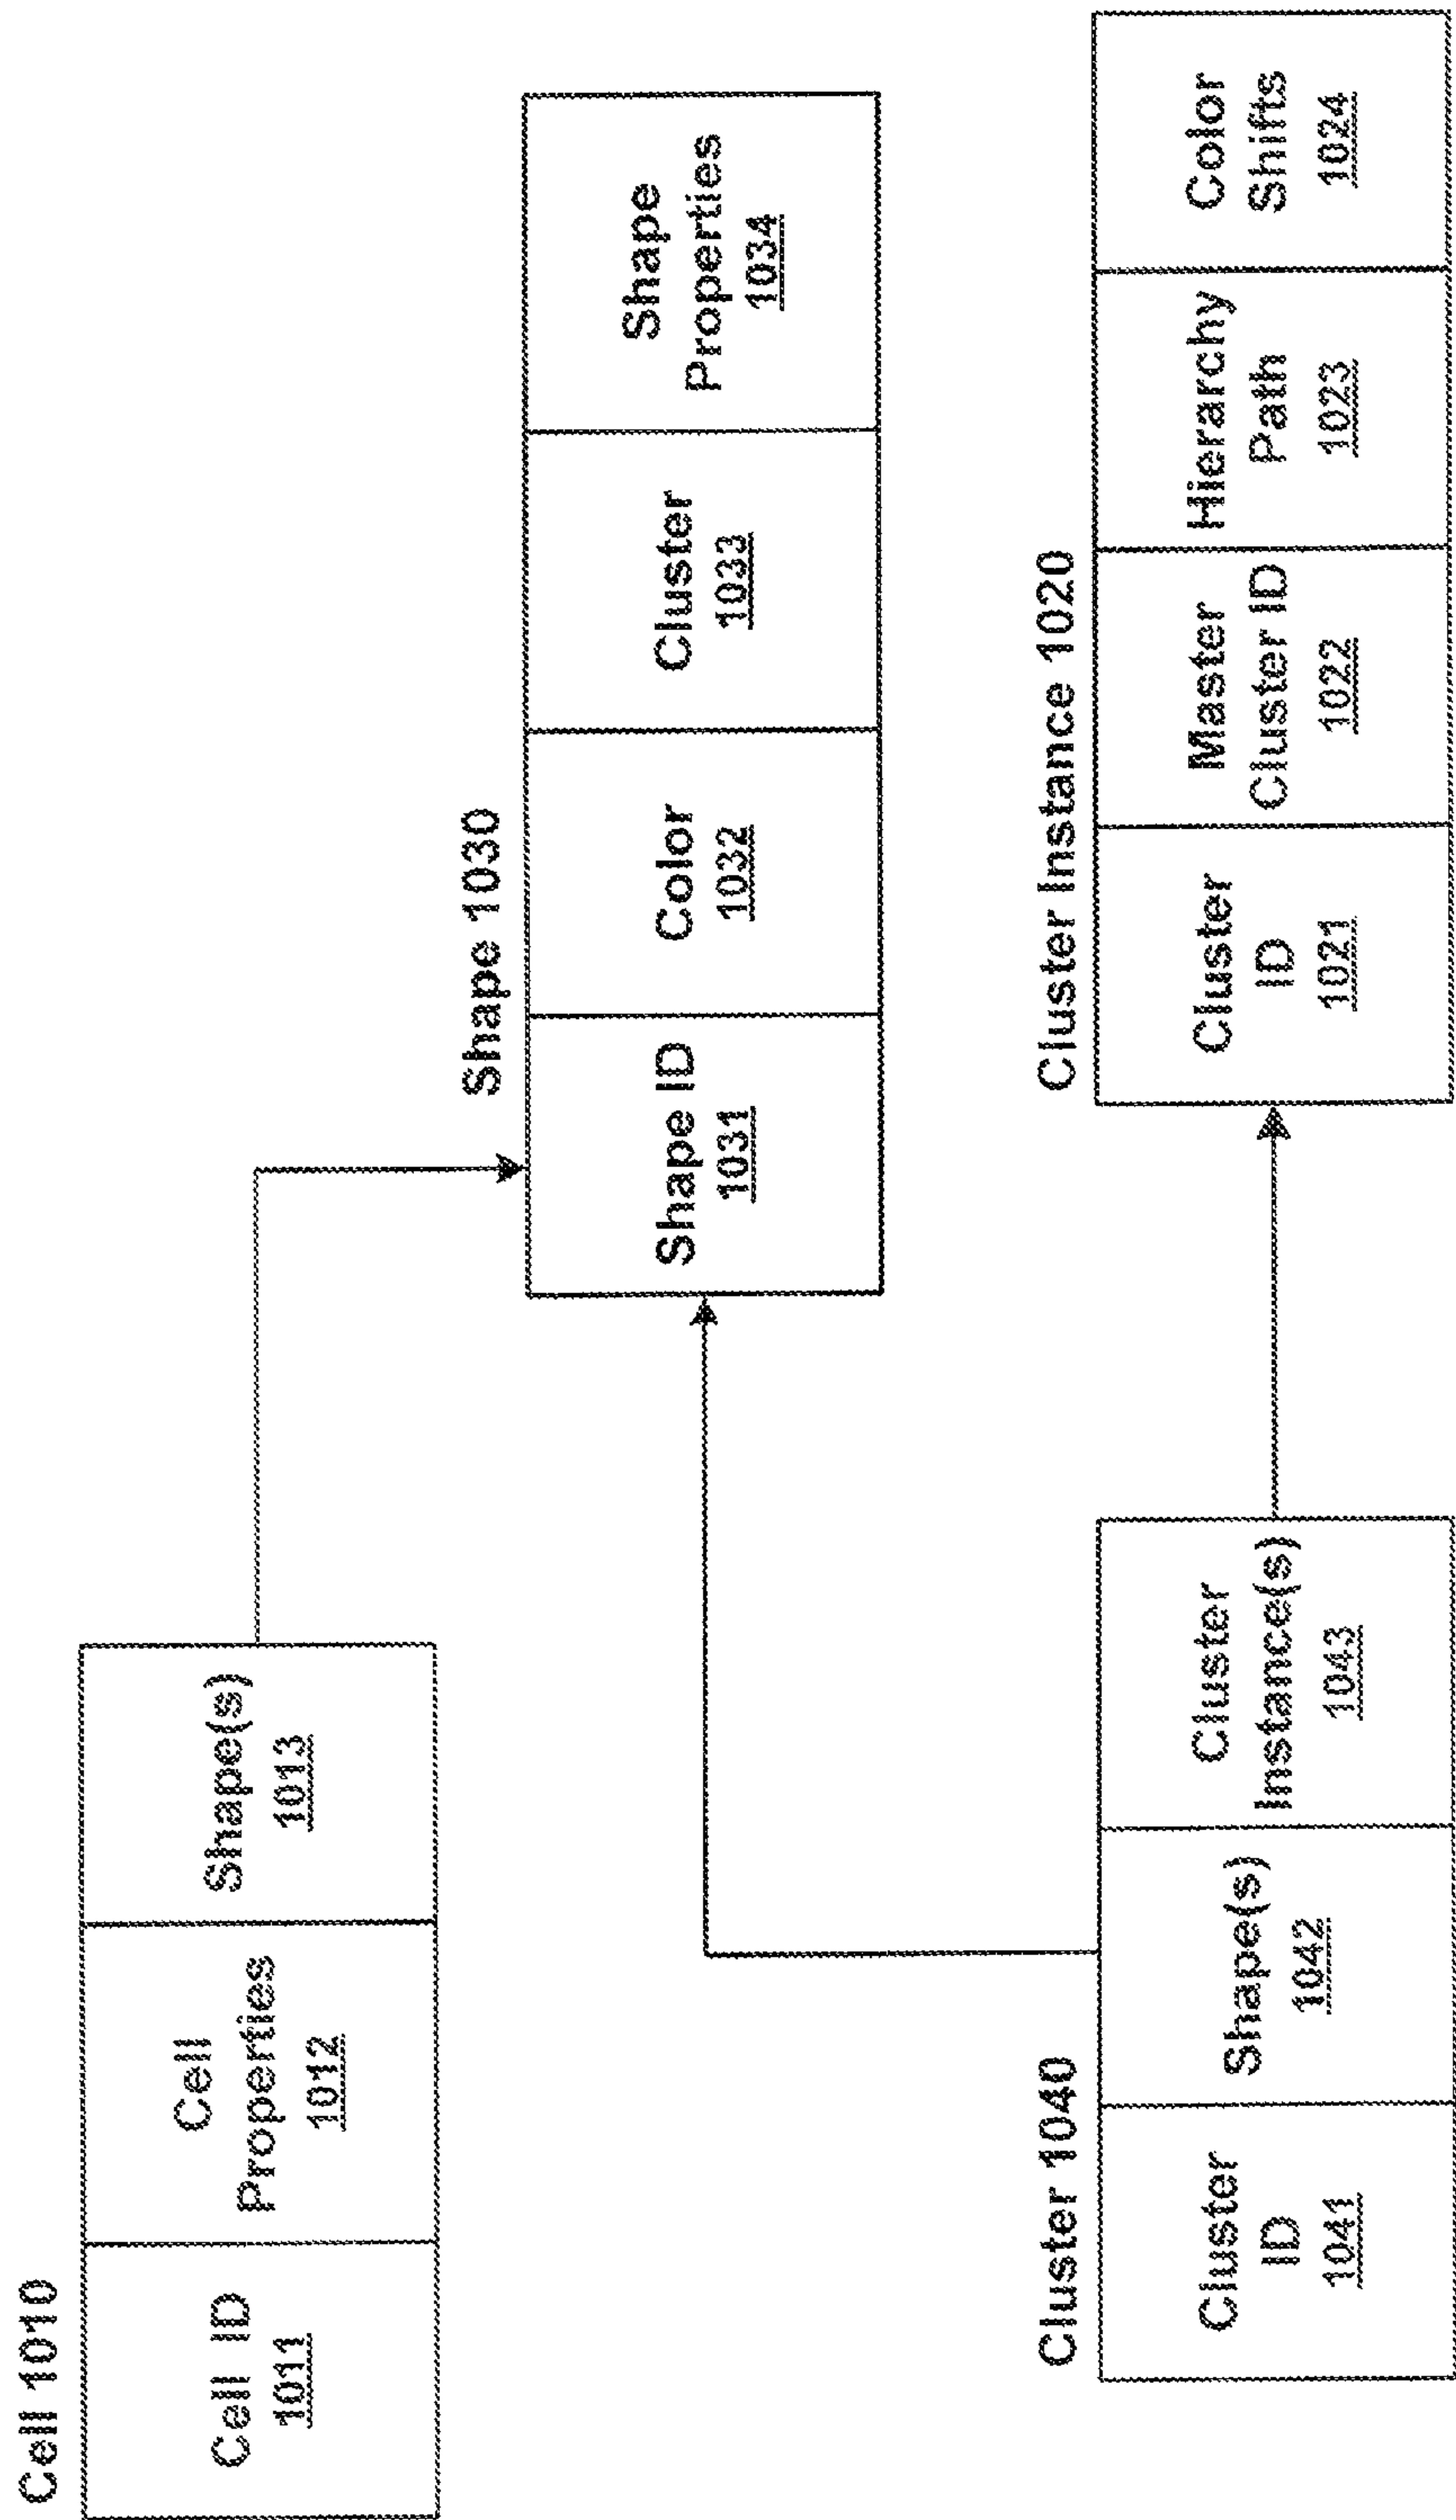 Cell 1010
Cell ID
1011
Cell
Properties
1012
Shape(s)
1013
Shape 1030
Shape ID
1031
Color
1032
Cluster
1033
Shape
Properties
1034
Cluster 1040
Cluster
ID
1041
Shape(s)
1042
Cluster
Instance(s)
1043
Cluster Instance 1020
Cluster
ID
1021
Master
Cluster ID
1022
Hierarchy
Path
1023
Color
Shifts
1024